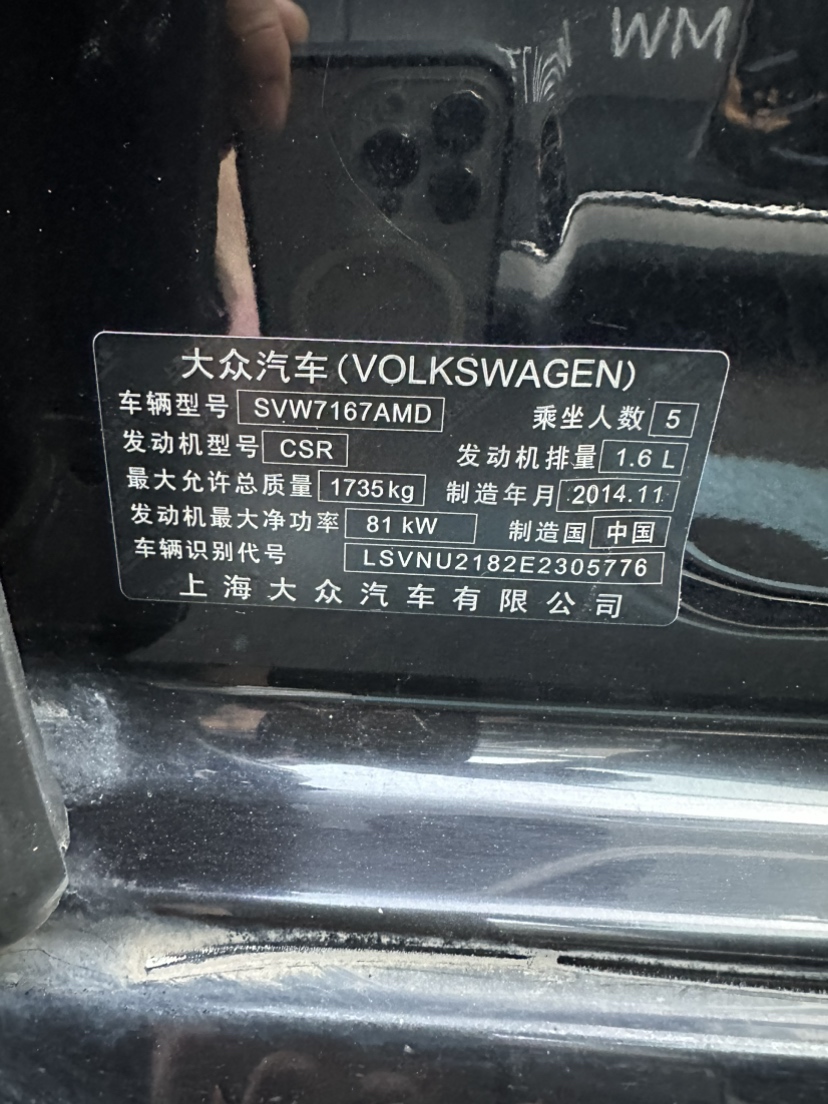 WM
大众汽车(VOLKSWAGEN)
车辆型号 SVW7167AMD 乘坐人数 5
发动机型号 CSR 发动机排量 1.6 L
最大允许总质量 1735kg 制造年月 2014.11
发动机最大净功率 81 kW 制造国 中国
车辆识别代号 LSVNU2182E2305776
上海大众汽车有限公司